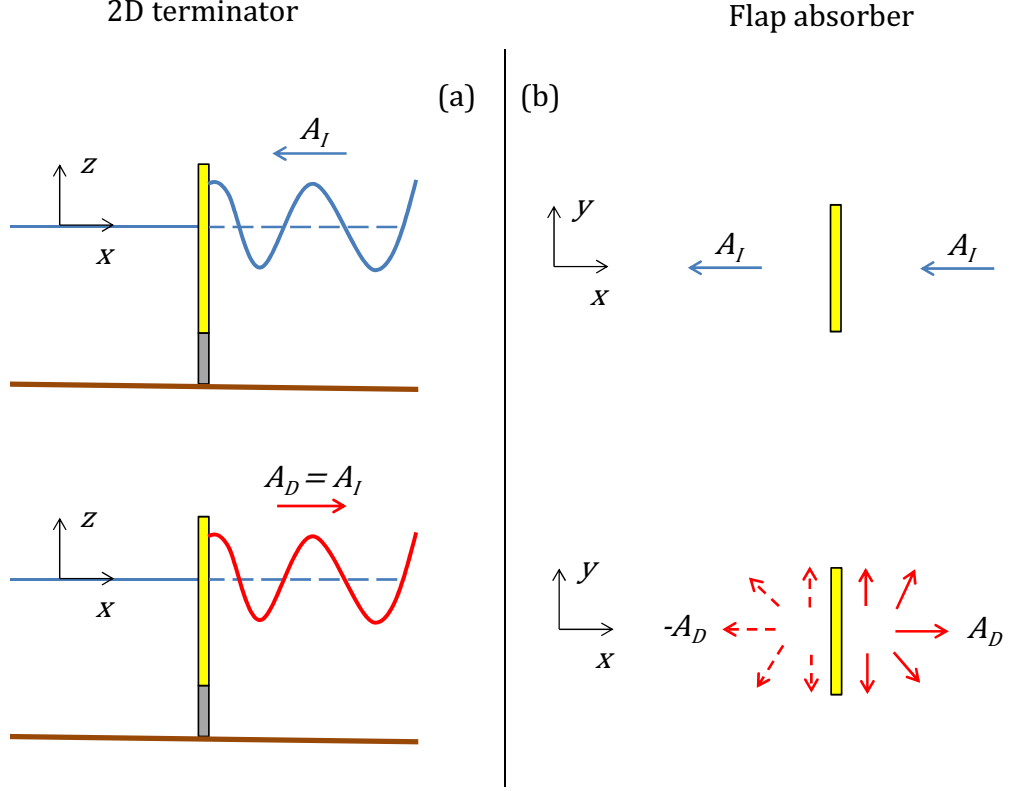 2D terminator
Flap absorber
(a)
(b)
A_I
z
x
y
A_I
A_I
x
A_D = A_I
z
x
y
-A_D
A_D
x